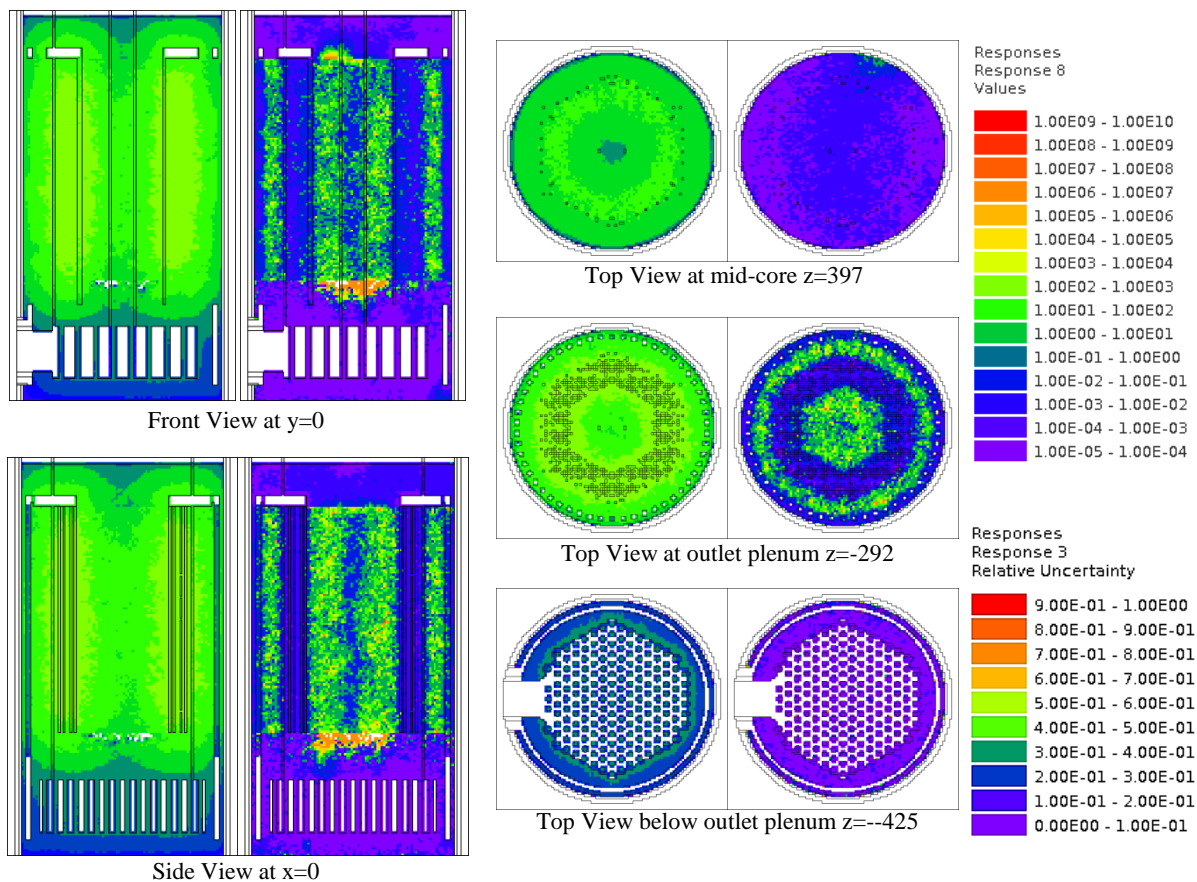 Front View at y=0
Side View at x=0
Top View at mid-core z=397
Top View at outlet plenum z=-292
Top View below outlet plenum z=--425
Responses
Response 8
Values
1.00E09 - 1.00E10
1.00E08 - 1.00E09
1.00E07 - 1.00E08
1.00E06 - 1.00E07
1.00E05 - 1.00E06
1.00E04 - 1.00E05
1.00E03 - 1.00E04
1.00E02 - 1.00E03
1.00E01 - 1.00E02
1.00E00 - 1.00E01
1.00E-01 - 1.00E00
1.00E-02 - 1.00E-01
1.00E-03 - 1.00E-02
1.00E-04 - 1.00E-03
1.00E-05 - 1.00E-04
Responses
Response 3
Relative Uncertainty
9.00E-01 - 1.00E00
8.00E-01 - 9.00E-01
7.00E-01 - 8.00E-01
6.00E-01 - 7.00E-01
5.00E-01 - 6.00E-01
4.00E-01 - 5.00E-01
3.00E-01 - 4.00E-01
2.00E-01 - 3.00E-01
1.00E-01 - 2.00E-01
0.00E00 - 1.00E-01